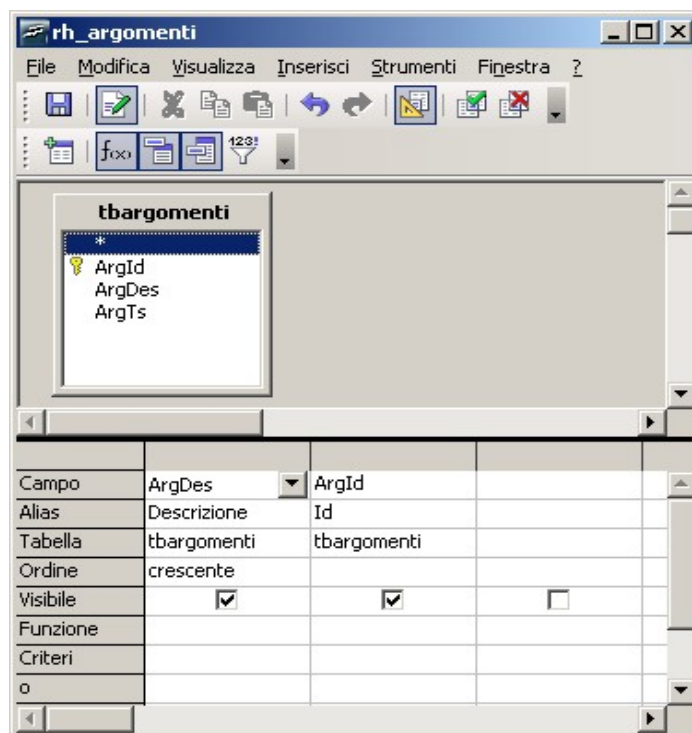 rh_argomenti
File Modifica Visualizza Inserisci Strumenti Finestra ?
f(x) 123!
tbargomenti
*
ArgId
ArgDes
ArgTs
Campo ArgDes ArgId
Alias Descrizione Id
Tabella tbargomenti tbargomenti
Ordine crescente
Visibile
Funzione
Criteri
o